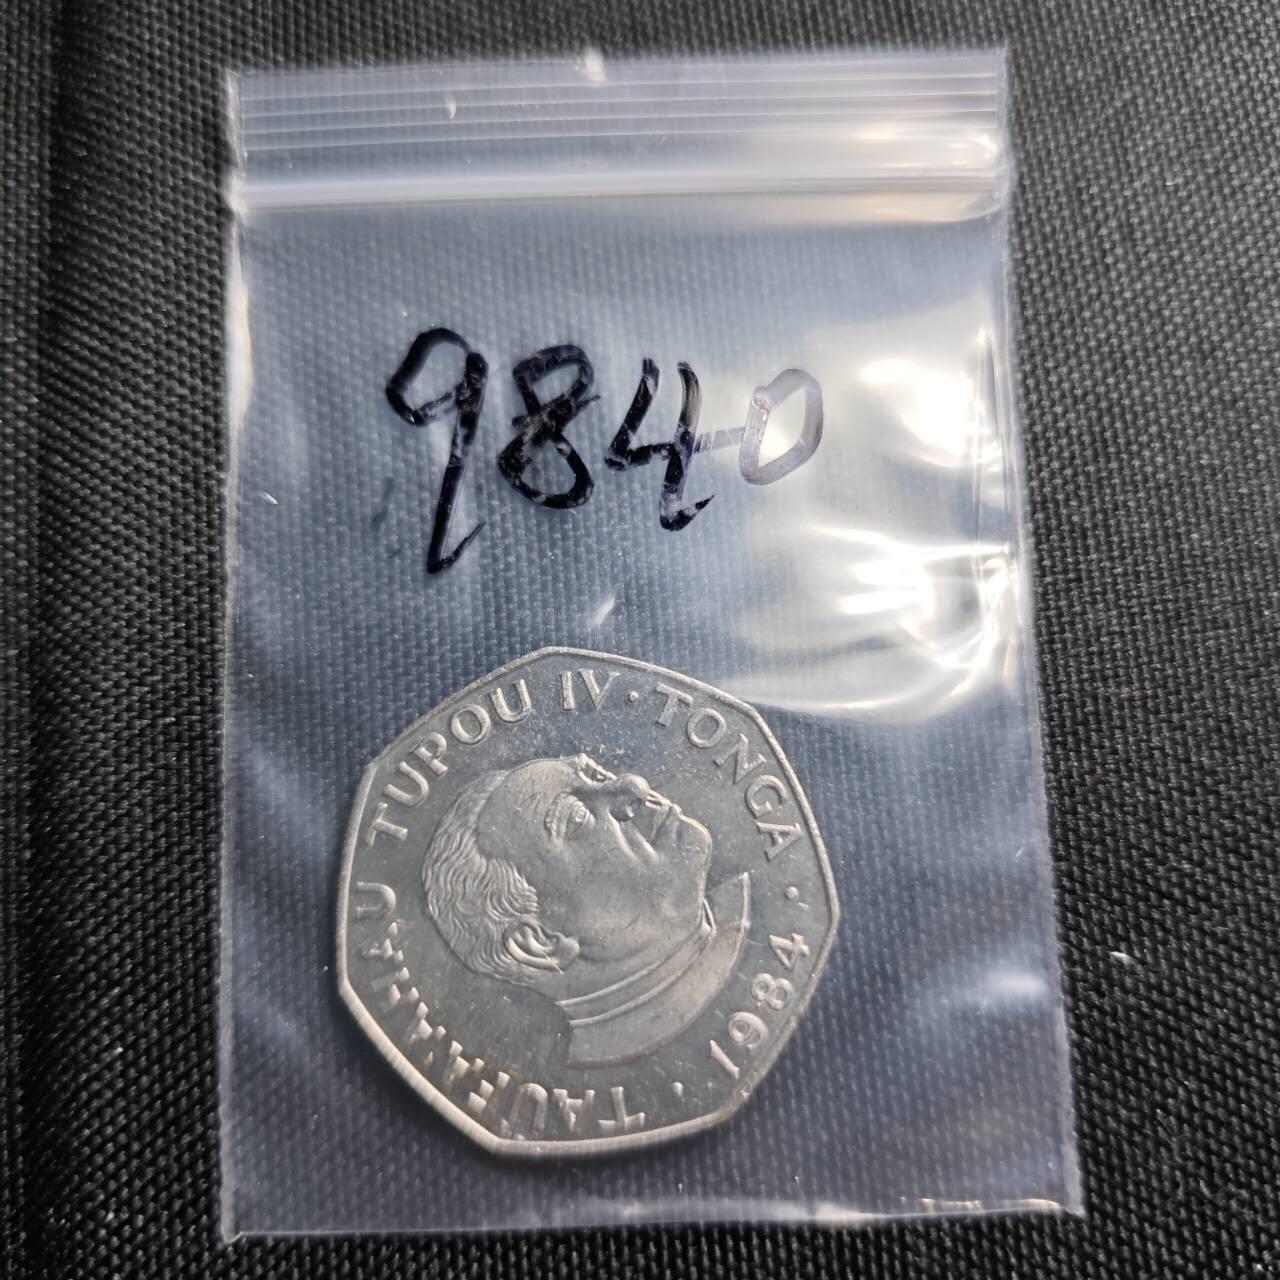 9840
TAUFA'AHAU TUPOU IV · TONGA · 1984 ·